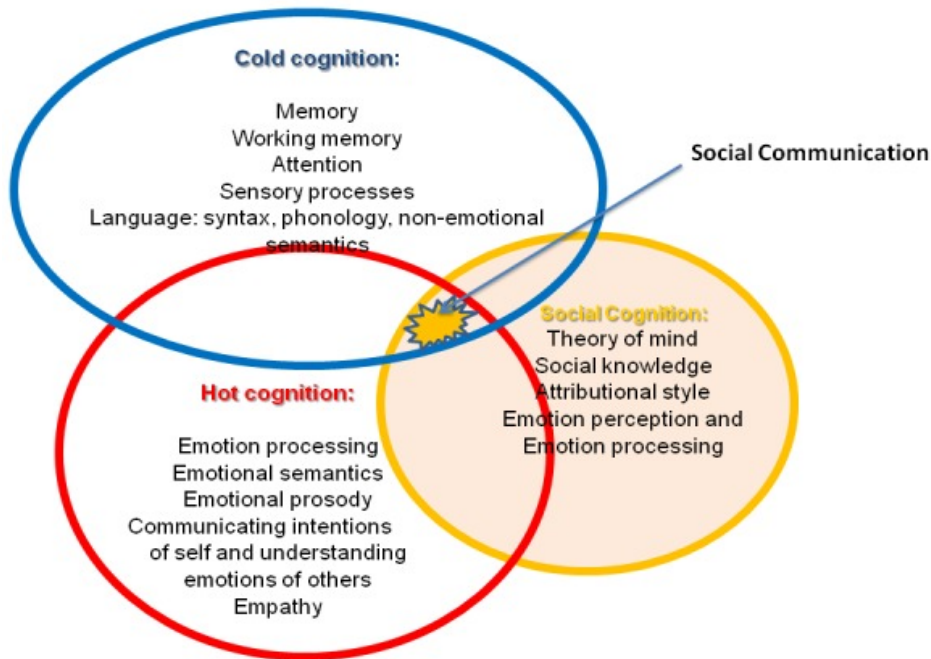 Cold cognition:
Memory
Working memory
Attention
Sensory processes
Language: syntax, phonology, non-emotional
semantics
Social Communication
Social Cognition:
Theory of mind
Social knowledge
Attributional style
Emotion perception and
Emotion processing
Hot cognition:
Emotion processing
Emotional semantics
Emotional prosody
Communicating intentions
of self and understanding
emotions of others
Empathy